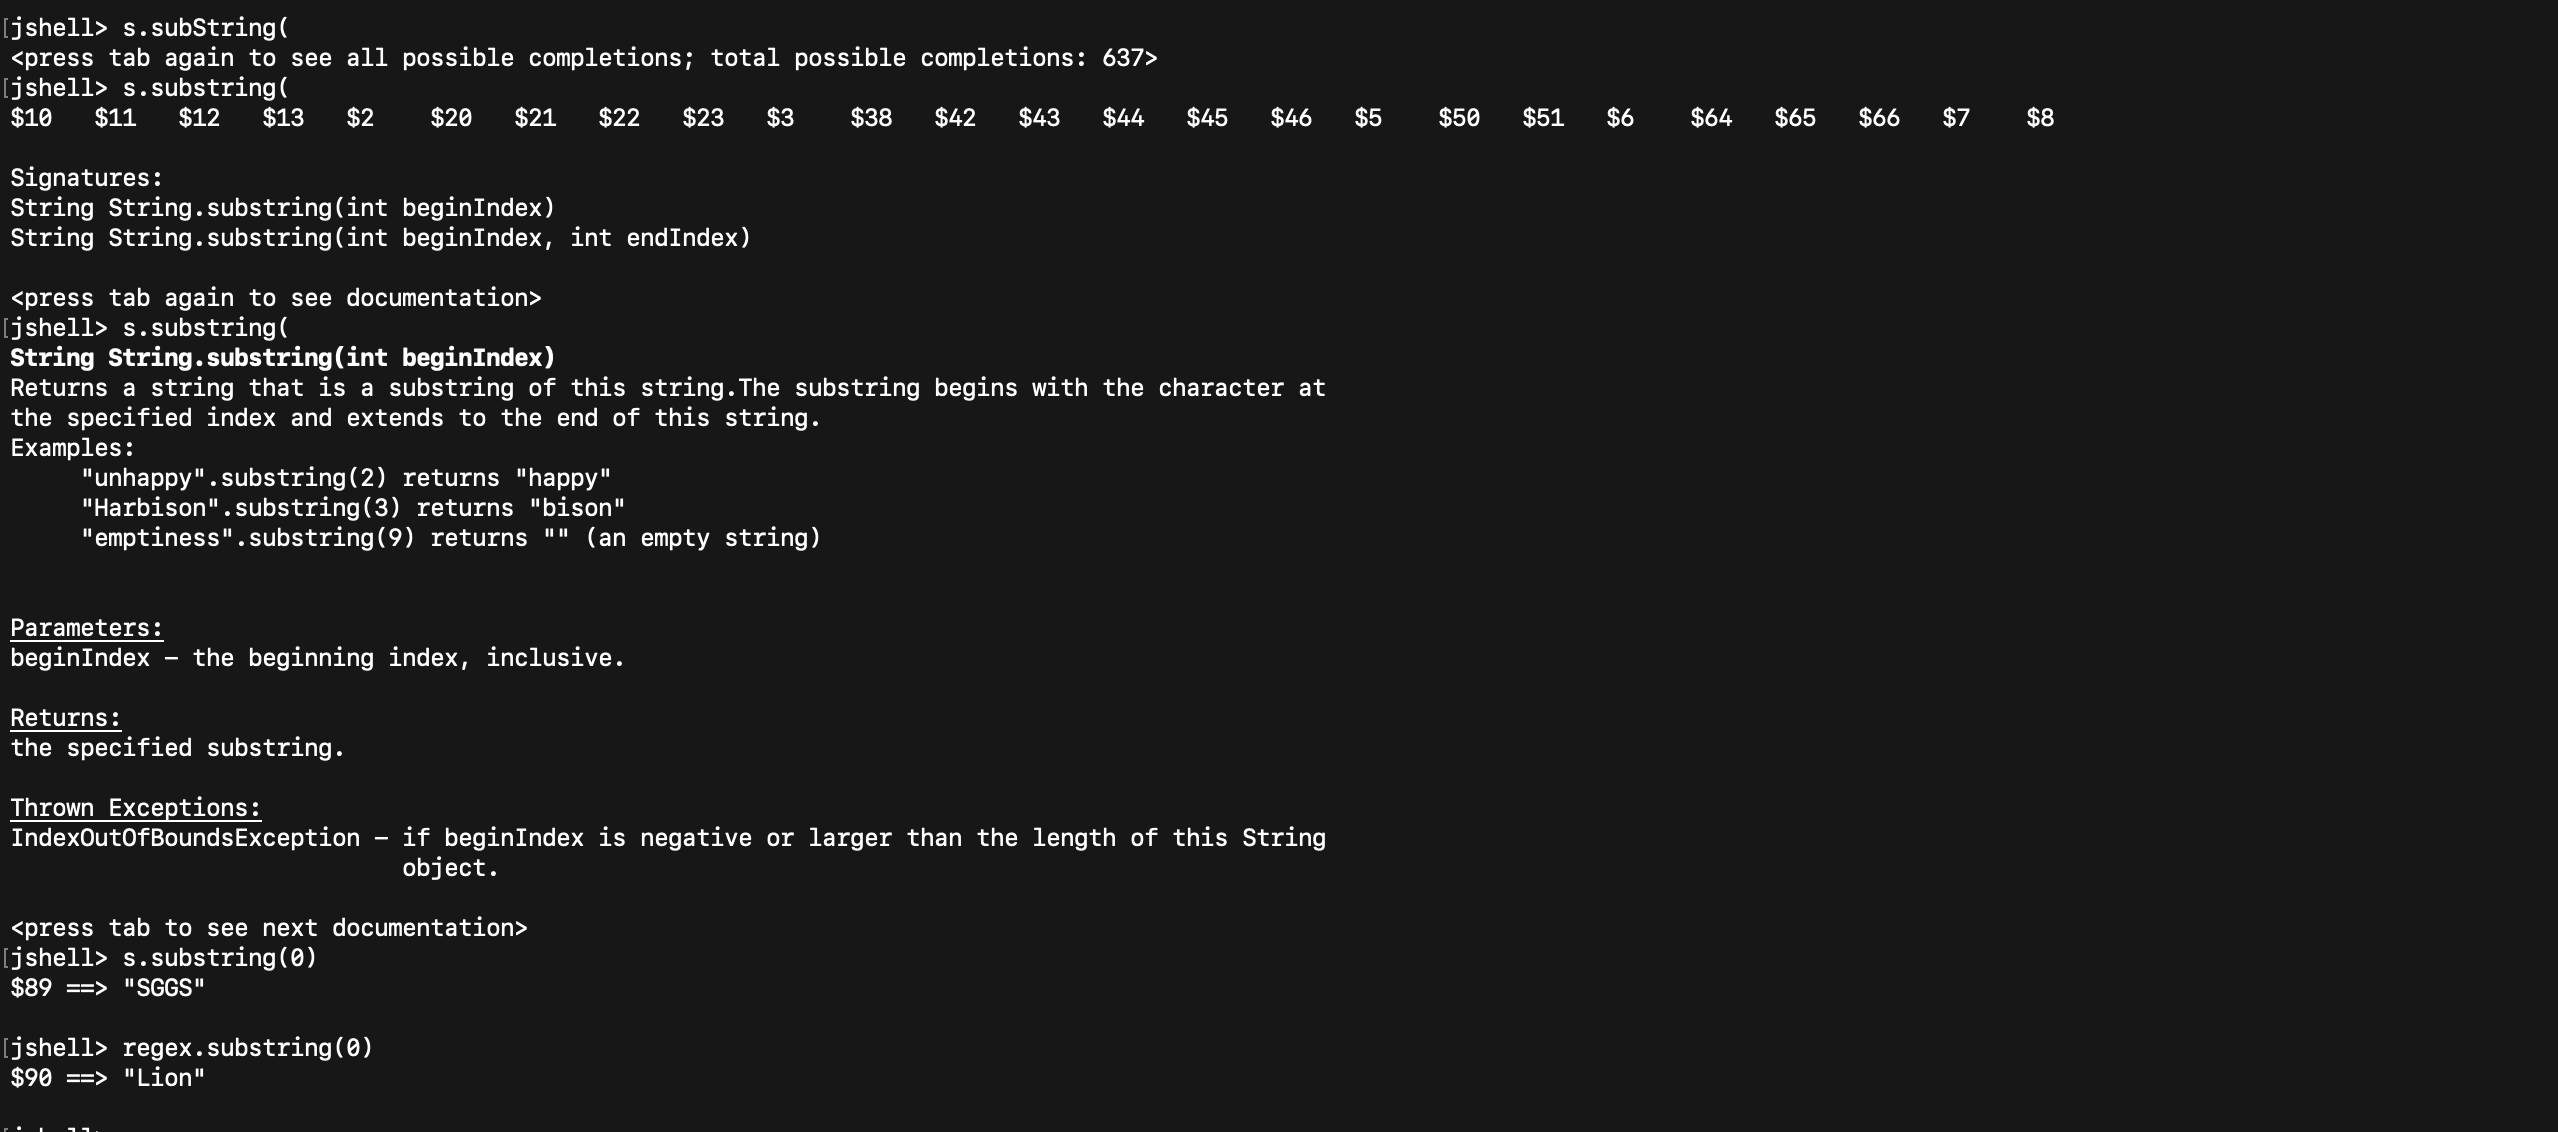 [jshell> s.subString(
<press tab again to see all possible completions; total possible completions: 637>
[jshell> s.substring(
$10   $11   $12   $13   $2    $20   $21   $22   $23   $3    $38   $42   $43   $44   $45   $46   $5    $50   $51   $6    $64   $65   $66   $7    $8
Signatures:
String String.substring(int beginIndex)
String String.substring(int beginIndex, int endIndex)
<press tab again to see documentation>
[jshell> s.substring(
String String.substring(int beginIndex)
Returns a string that is a substring of this string.The substring begins with the character at
the specified index and extends to the end of this string.
Examples:
     "unhappy".substring(2) returns "happy"
     "Harbison".substring(3) returns "bison"
     "emptiness".substring(9) returns "" (an empty string)
Parameters:
beginIndex – the beginning index, inclusive.
Returns:
the specified substring.
Thrown Exceptions:
IndexOutOfBoundsException – if beginIndex is negative or larger than the length of this String
                            object.
<press tab to see next documentation>
[jshell> s.substring(0)
$89 ==> "SGGS"
[jshell> regex.substring(0)
$90 ==> "Lion"
[jshell>